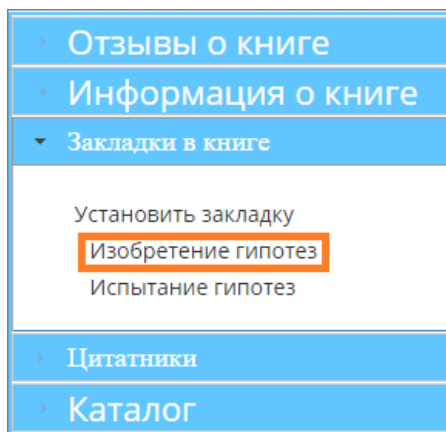 Отзывы о книге
Информация о книге
Закладки в книге
Установить закладку
Изобретение гипотез
Испытание гипотез
Цитатники
Каталог